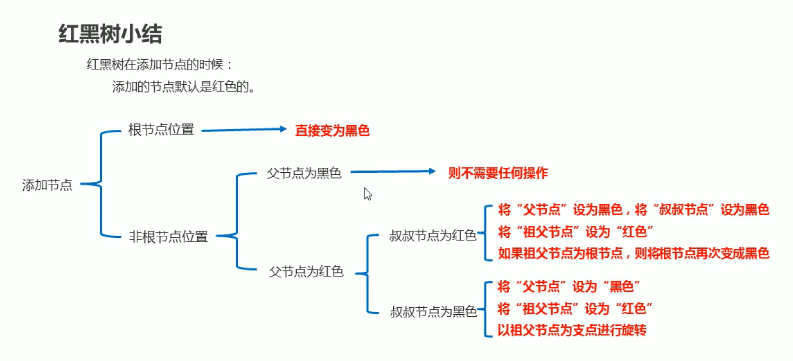 红黑树小结
红黑树在添加节点的时候：
添加的节点默认是红色的。
添加节点
根节点位置
直接变为黑色
非根节点位置
父节点为黑色
则不需要任何操作
父节点为红色
叔叔节点为红色
将“父节点”设为黑色，将“叔叔节点”设为黑色
将“祖父节点”设为“红色”
如果祖父节点为根节点，则将根节点再次变成黑色
叔叔节点为黑色
将“父节点”设为“黑色”
将“祖父节点”设为“红色”
以祖父节点为支点进行旋转